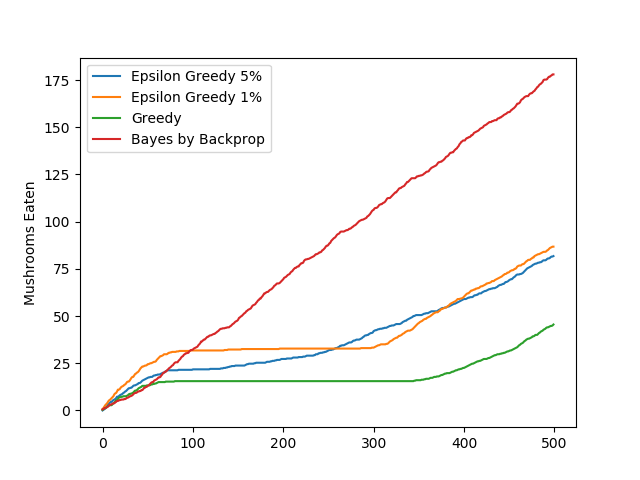 Epsilon Greedy 5%
Epsilon Greedy 1%
Greedy
Bayes by Backprop
Mushrooms Eaten
175
150
125
100
75
50
25
0
0 100 200 300 400 500